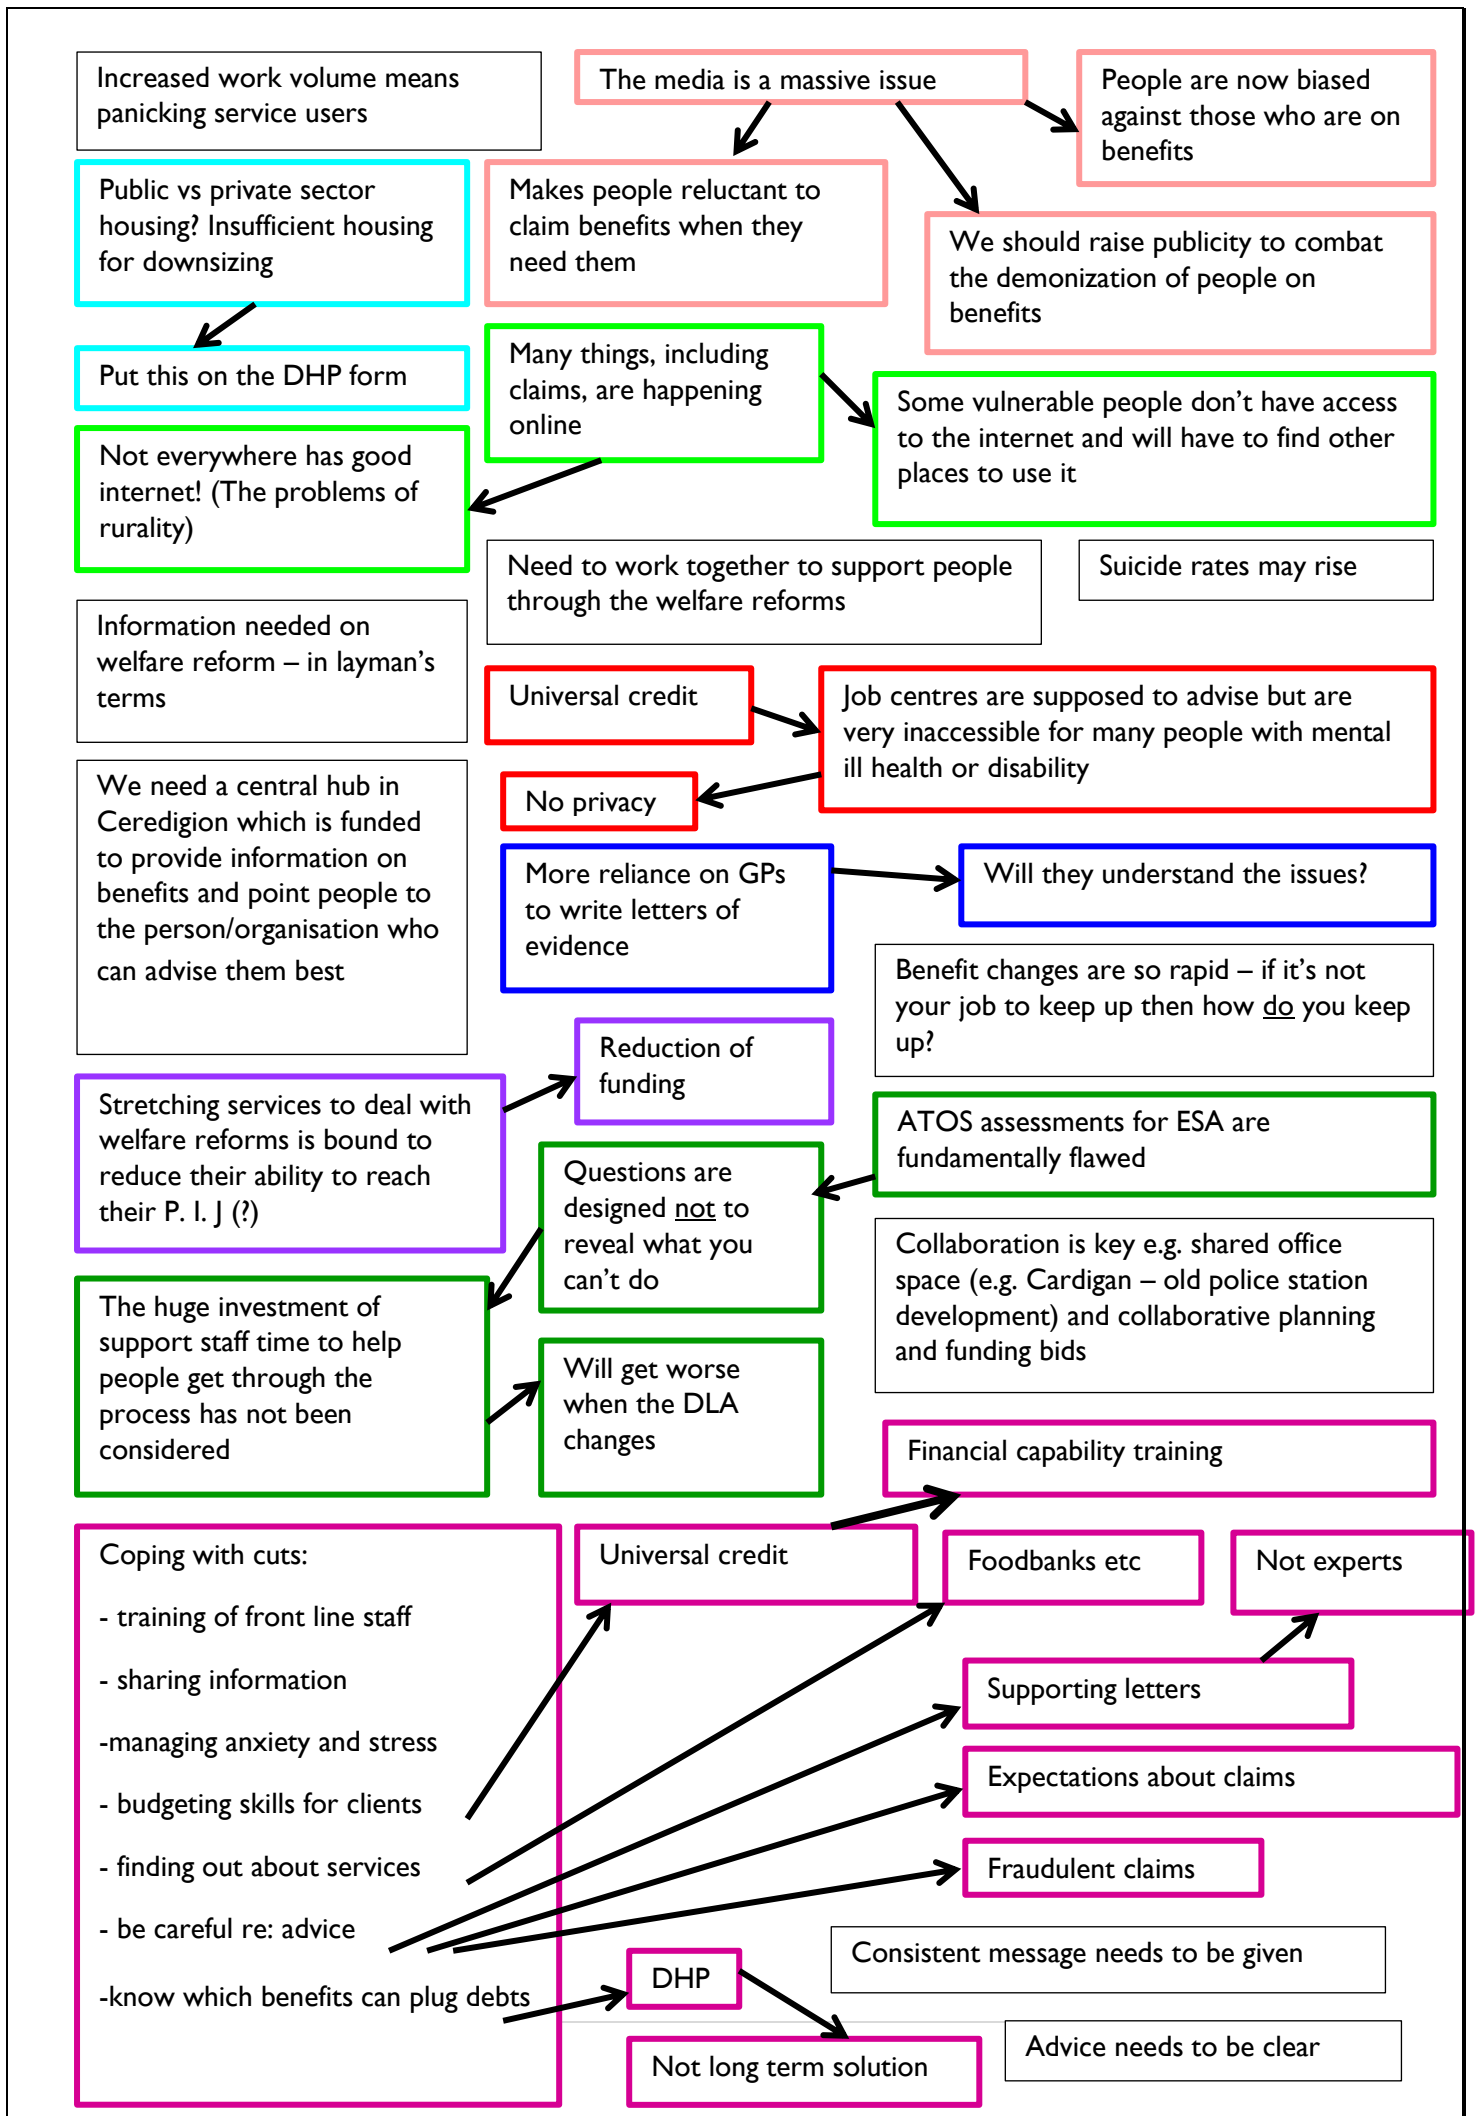 Increased work volume means
panicking service users
The media is a massive issue
People are now biased
against those who are on
benefits
Public vs private sector
housing? Insufficient housing
for downsizing
Makes people reluctant to
claim benefits when they
need them
We should raise publicity to combat
the demonization of people on
benefits
Put this on the DHP form
Many things, including
claims, are happening
online
Some vulnerable people don’t have access
to the internet and will have to find other
places to use it
Not everywhere has good
internet! (The problems of
rurality)
Need to work together to support people
through the welfare reforms
Suicide rates may rise
Information needed on
welfare reform – in layman’s
terms
Universal credit
Job centres are supposed to advise but are
very inaccessible for many people with mental
ill health or disability
No privacy
We need a central hub in
Ceredigion which is funded
to provide information on
benefits and point people to
the person/organisation who
can advise them best
More reliance on GPs
to write letters of
evidence
Will they understand the issues?
Benefit changes are so rapid – if it’s not
your job to keep up then how do you keep
up?
Reduction of
funding
Stretching services to deal with
welfare reforms is bound to
reduce their ability to reach
their P. I. J (?)
ATOS assessments for ESA are
fundamentally flawed
Questions are
designed not to
reveal what you
can’t do
Collaboration is key e.g. shared office
space (e.g. Cardigan – old police station
development) and collaborative planning
and funding bids
The huge investment of
support staff time to help
people get through the
process has not been
considered
Will get worse
when the DLA
changes
Financial capability training
Coping with cuts:
- training of front line staff
- sharing information
-managing anxiety and stress
- budgeting skills for clients
- finding out about services
- be careful re: advice
-know which benefits can plug debts
Universal credit
Foodbanks etc
Not experts
Supporting letters
Expectations about claims
Fraudulent claims
Consistent message needs to be given
DHP
Not long term solution
Advice needs to be clear